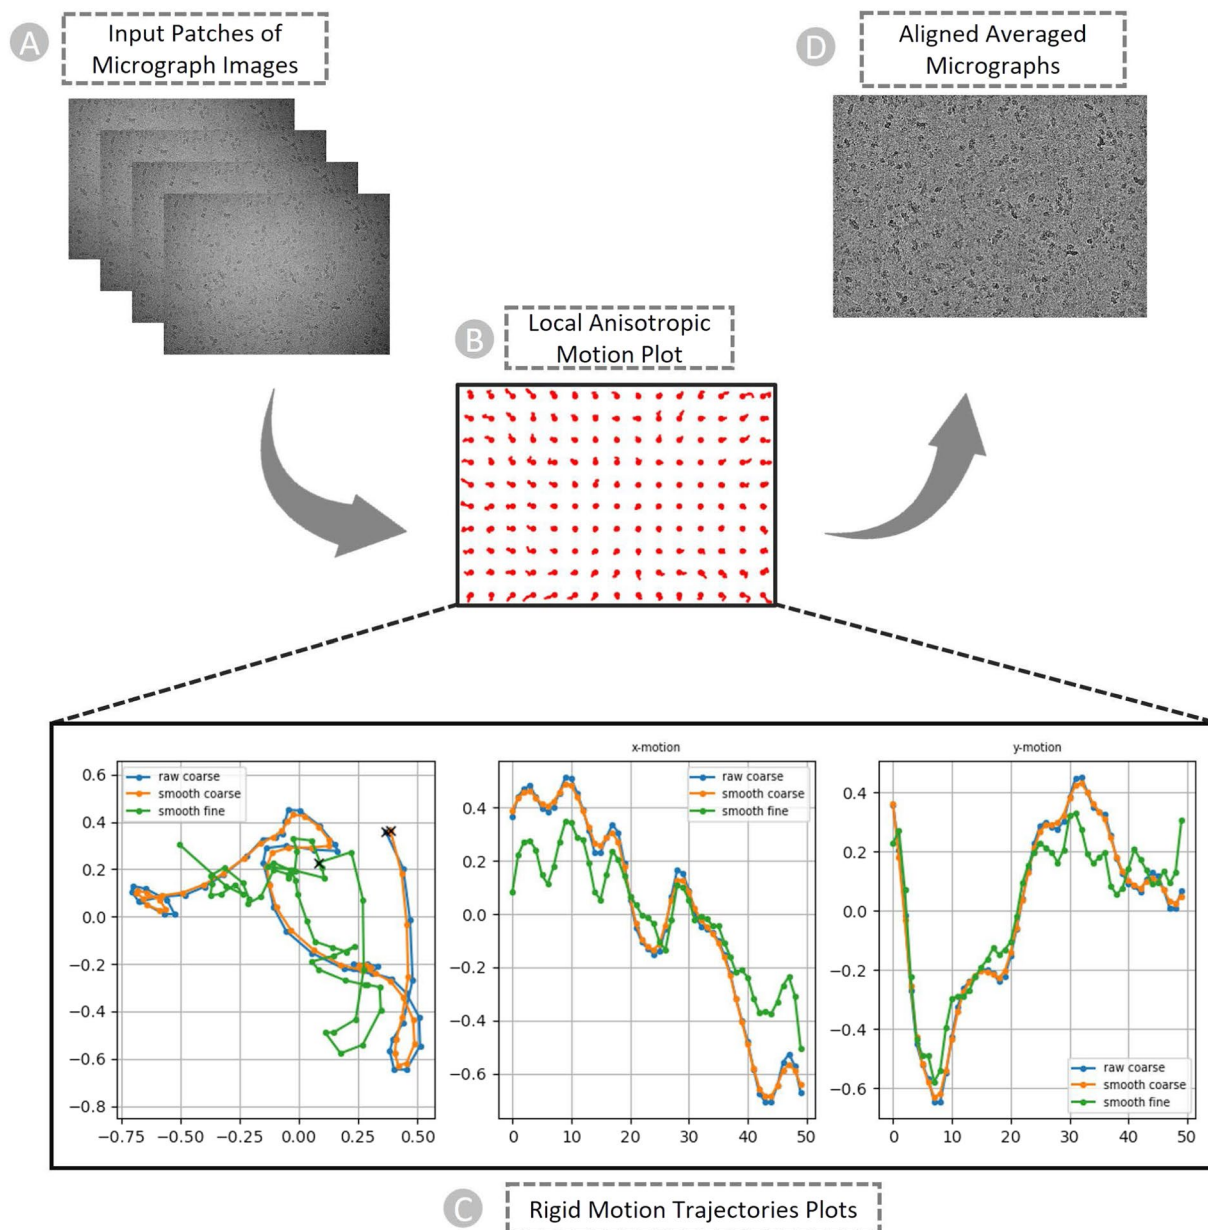 A
Input Patches of
Micrograph Images
D
Aligned Averaged
Micrographs
B
Local Anisotropic
Motion Plot
x-motion
y-motion
raw coarse
smooth coarse
smooth fine
0.6
0.4
0.2
0.0
−0.2
−0.4
−0.6
−0.8
−0.75 −0.50 −0.25 0.00 0.25 0.50
raw coarse
smooth coarse
smooth fine
0.4
0.2
0.0
−0.2
−0.4
−0.6
0 10 20 30 40 50
0.4
0.2
0.0
−0.2
−0.4
−0.6
raw coarse
smooth coarse
smooth fine
0 10 20 30 40 50
C
Rigid Motion Trajectories Plots